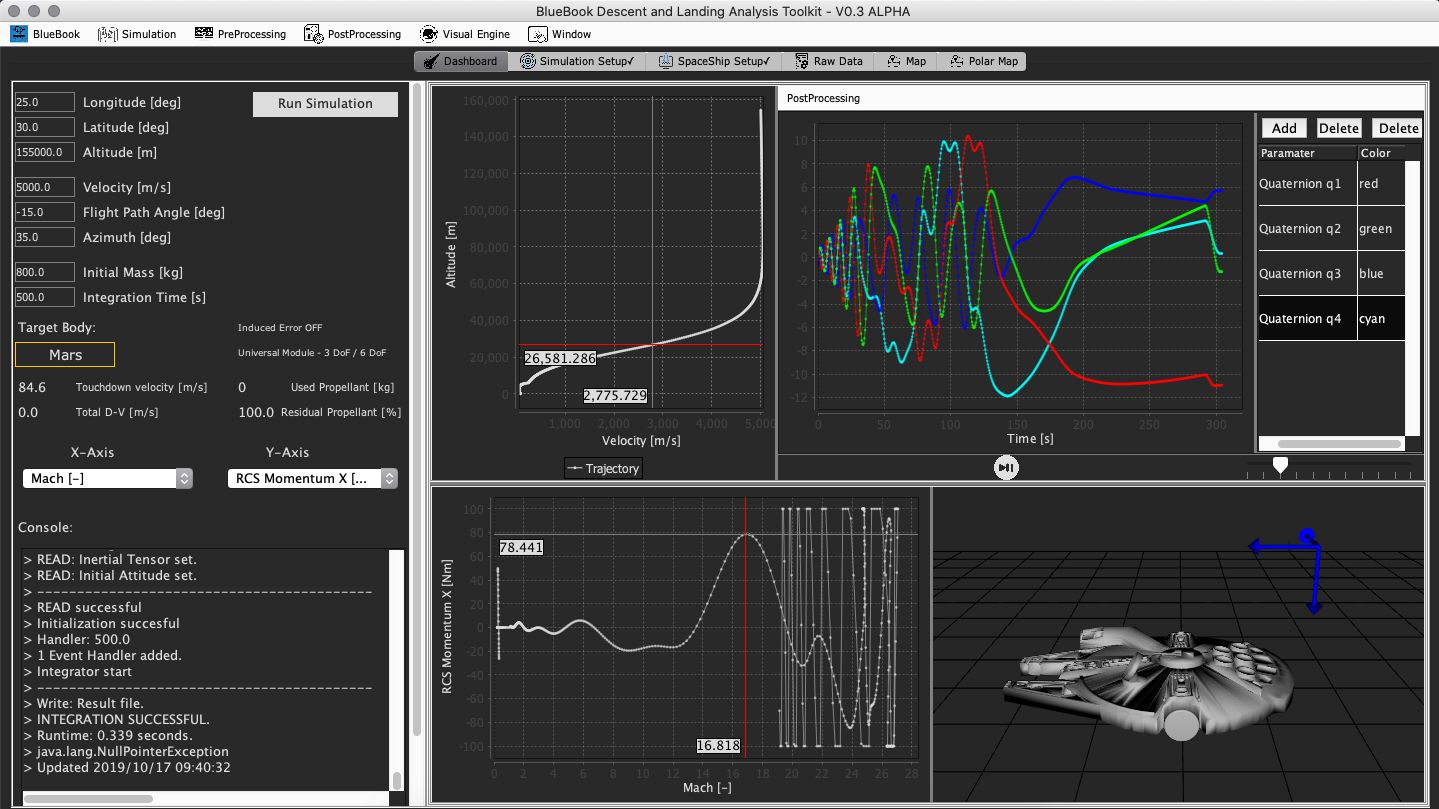 BlueBook Descent and Landing Analysis Toolkit - V0.3 ALPHA
BlueBook Simulation PreProcessing PostProcessing Visual Engine Window
Dashboard Simulation Setup✓ SpaceShip Setup✓ Raw Data Map Polar Map
25.0 Longitude [deg] Run Simulation
30.0 Latitude [deg]
155000.0 Altitude [m]
5000.0 Velocity [m/s]
-15.0 Flight Path Angle [deg]
35.0 Azimuth [deg]
800.0 Initial Mass [kg]
500.0 Integration Time [s]
Target Body: Induced Error OFF
Mars Universal Module - 3 DoF / 6 DoF
84.6 Touchdown velocity [m/s] 0 Used Propellant [kg]
0.0 Total D-V [m/s] 100.0 Residual Propellant [%]
X-Axis Y-Axis
Mach [-] RCS Momentum X [...
Console:
> READ: Inertial Tensor set.
> READ: Initial Attitude set.
> ------------------------------------------
> READ successful
> Initialization succesful
> Handler: 500.0
> 1 Event Handler added.
> Integrator start
> ------------------------------------------
> Write: Result file.
> INTEGRATION SUCCESSFUL.
> Runtime: 0.339 seconds.
> java.lang.NullPointerException
> Updated 2019/10/17 09:40:32
160,000
140,000
120,000
100,000
80,000
60,000
40,000
20,000
0
Altitude [m]
26,581.286
2,775.729
1,000 2,000 3,000 4,000 5,000
Velocity [m/s]
Trajectory
PostProcessing
10
8
6
4
2
0
-2
-4
-6
-8
-10
-12
0 50 100 150 200 250 300
Time [s]
Add Delete Delete
Paramater Color
Quaternion q1 red
Quaternion q2 green
Quaternion q3 blue
Quaternion q4 cyan
100
80
60
40
20
0
-20
-40
-60
-80
-100
RCS Momentum X [Nm]
78.441
16.818
0 2 4 6 8 10 12 14 16 18 20 22 24 26 28
Mach [-]